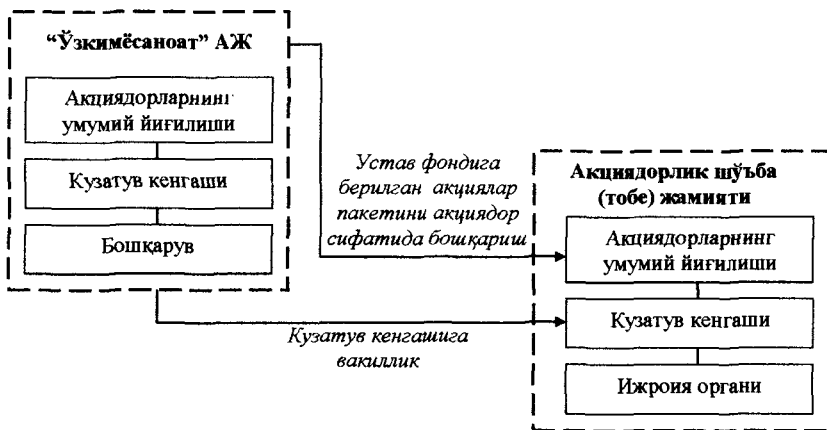 “Ўзкимёсаноат” АЖ
Акциядорларнинг
умумий йиғилиши
Кузатув кенгаши
Бошқарув
Устав фондига
берилган акциялар
пакетини акциядор
сифатида бошқариш
Кузатув кенгашига
вакиллик
Акциядорлик шўъба
(тобе) жамияти
Акциядорларнинг
умумий йиғилиши
Кузатув кенгаши
Ижроия органи